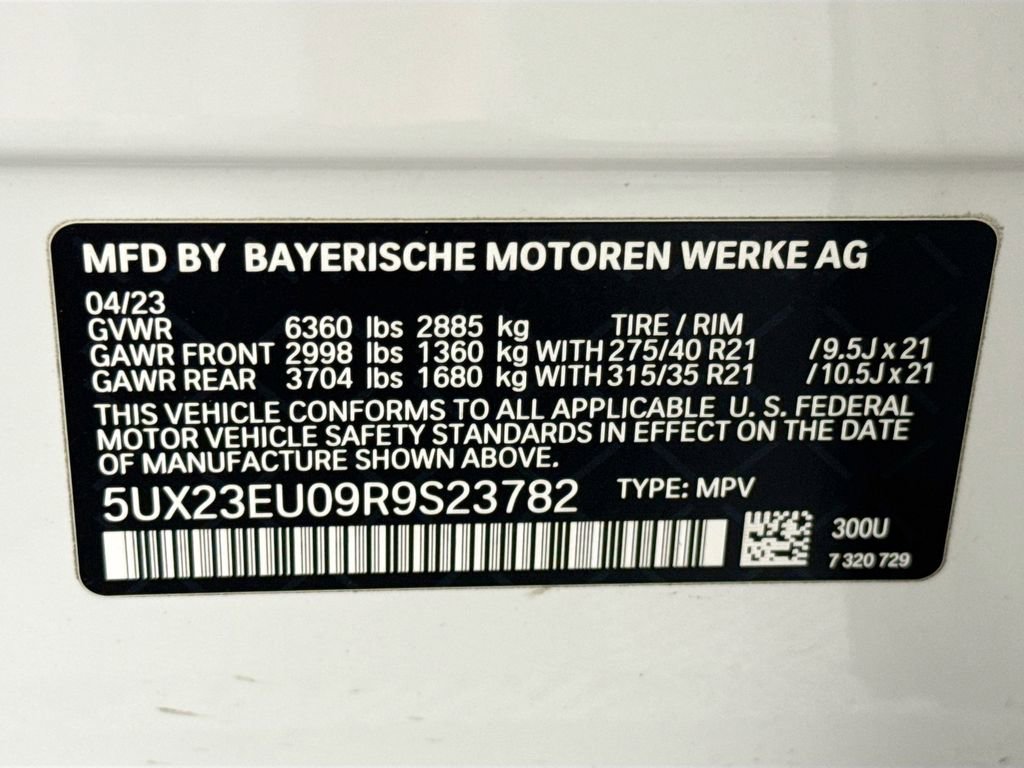 MFD BY BAYERISCHE MOTOREN WERKE AG
04/23
GVWR 6360 lbs 2885 kg TIRE / RIM
GAWR FRONT 2998 lbs 1360 kg WITH 275/40 R21 /9.5J x 21
GAWR REAR 3704 lbs 1680 kg WITH 315/35 R21 /10.5J x 21
THIS VEHICLE CONFORMS TO ALL APPLICABLE U. S. FEDERAL
MOTOR VEHICLE SAFETY STANDARDS IN EFFECT ON THE DATE
OF MANUFACTURE SHOWN ABOVE.
5UX23EU09R9S23782 TYPE: MPV
300U
7 320 729